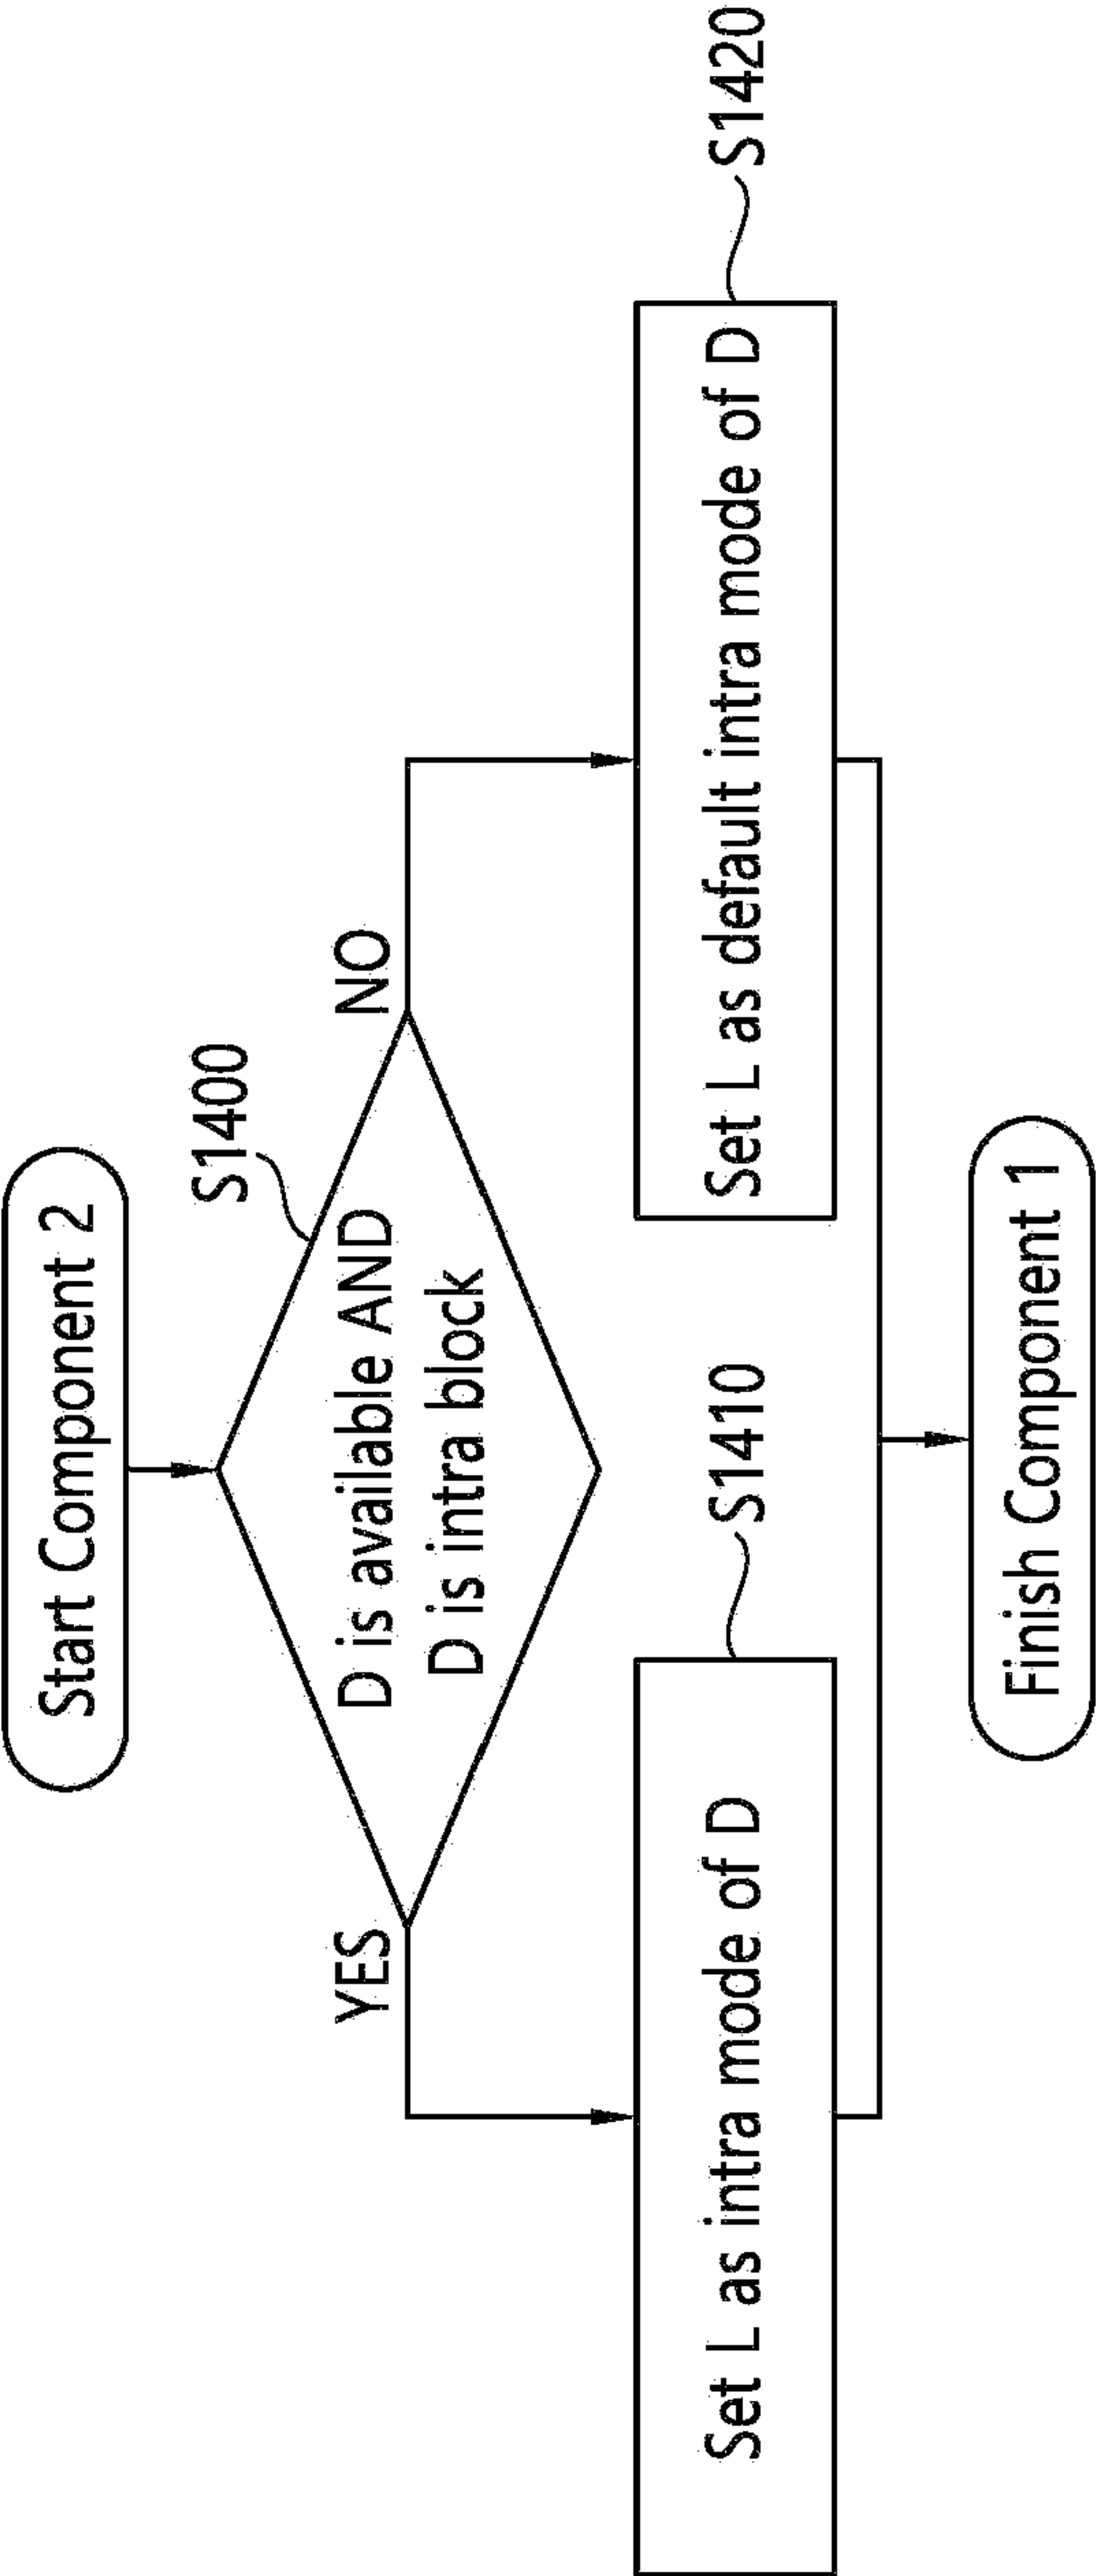 Start Component 2
S1400
D is available AND
D is intra block
YES
NO
S1410
Set L as intra mode of D
S1420
Set L as default intra mode of D
Finish Component 1